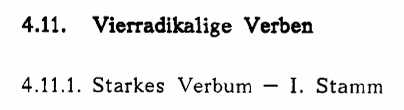 4.11. Vierradikalige Verben
4.11.1. Starkes Verbum — I. Stamm